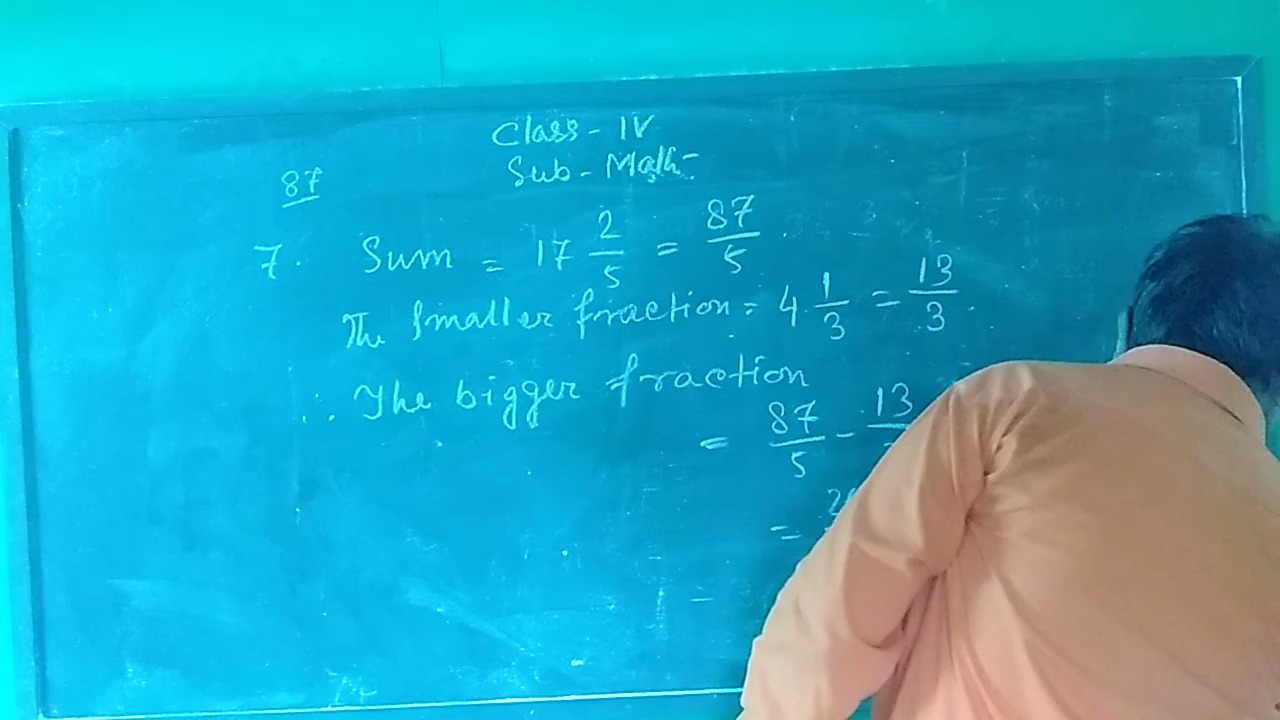 Class - IV
Sub - Math
87
7. Sum = 17 2/5 = 87/5
The Smaller fraction = 4 1/3 = 13/3
∴ The bigger fraction
= 87/5 - 13
=